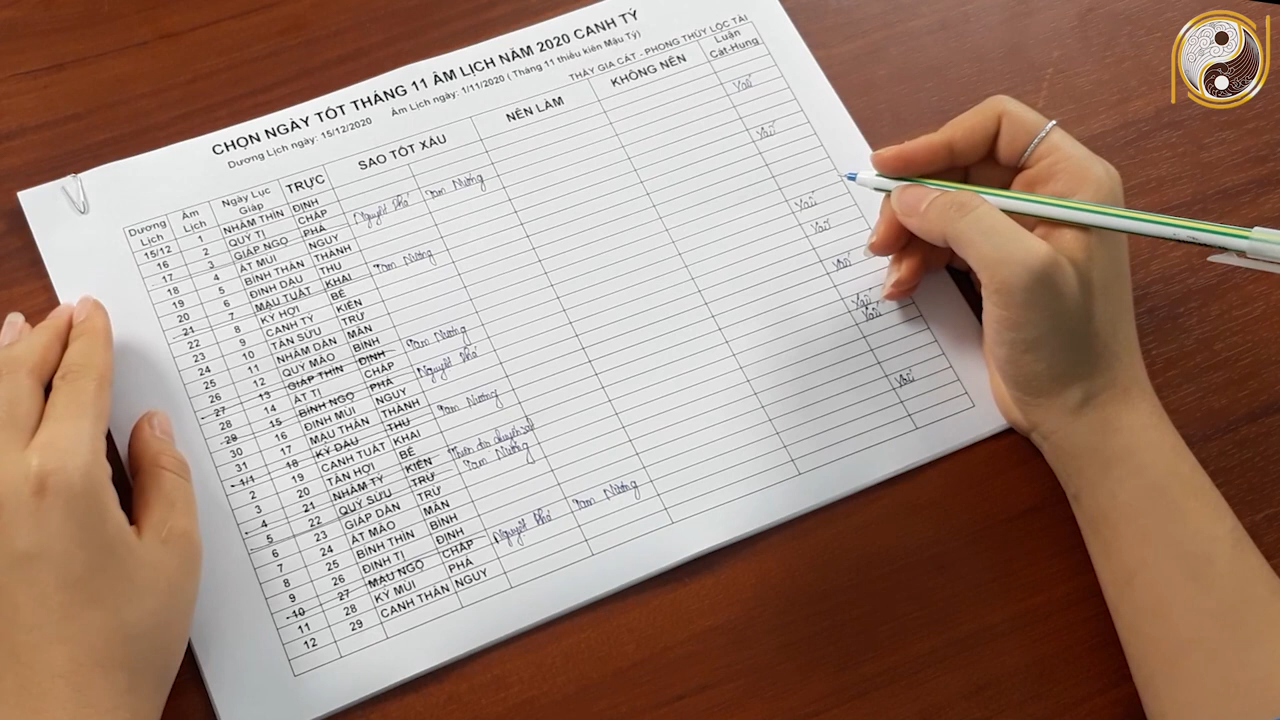 CHỌN NGÀY TỐT THÁNG 11 ÂM LỊCH NĂM 2020 CANH TÝ
Dương Lịch ngày: 15/12/2020 Âm Lịch ngày: 1/11/2020 ( Tháng 11 thiếu kiên Mậu Tý)
THẦY GIA CÁT - PHONG THỦY LỘC TÀI
Dương Lịch Âm Lịch Ngày Lục Giáp TRỰC SAO TỐT XẤU NÊN LÀM KHÔNG NÊN Luận Cát-Hung
15/12 1 NHÂM THÌN ĐỊNH
16 2 QUÝ TỊ CHẤP
17 3 GIÁP NGỌ PHÁ Nguyệt Phá Tam Nương Xấu
18 4 ẤT MÙI NGUY
19 5 BÍNH THÂN THÀNH
20 6 ĐINH DẬU THU
21 7 MẬU TUẤT KHAI Tam Nương Xấu
22 8 KỶ HỢI BẾ
23 9 CANH TÝ KIẾN
24 10 TÂN SỬU TRỪ
25 11 NHÂM DẦN MÃN
26 12 QUÝ MÃO BÌNH
27 13 GIÁP THÌN ĐỊNH Tam Nương Xấu
28 14 ẤT TỊ CHẤP
29 15 BÍNH NGỌ PHÁ Nguyệt Phá Xấu
30 16 ĐINH MÙI NGUY
31 17 MẬU THÂN THÀNH
1/1 18 KỶ DẬU THU Tam Nương Xấu
2 19 CANH TUẤT KHAI
3 20 TÂN HỢI BẾ
4 21 NHÂM TÝ KIẾN Thiên địa chuyển sát Xấu
5 22 QUÝ SỬU TRỪ Tam Nương Xấu
6 23 GIÁP DẦN TRỪ
7 24 ẤT MÃO MÃN
8 25 BÍNH THÌN BÌNH
9 26 ĐINH TỊ ĐỊNH
10 27 MẬU NGỌ CHẤP Nguyệt Phá Tam Nương Xấu
11 28 KỶ MÙI PHÁ
12 29 CANH THÂN NGUY